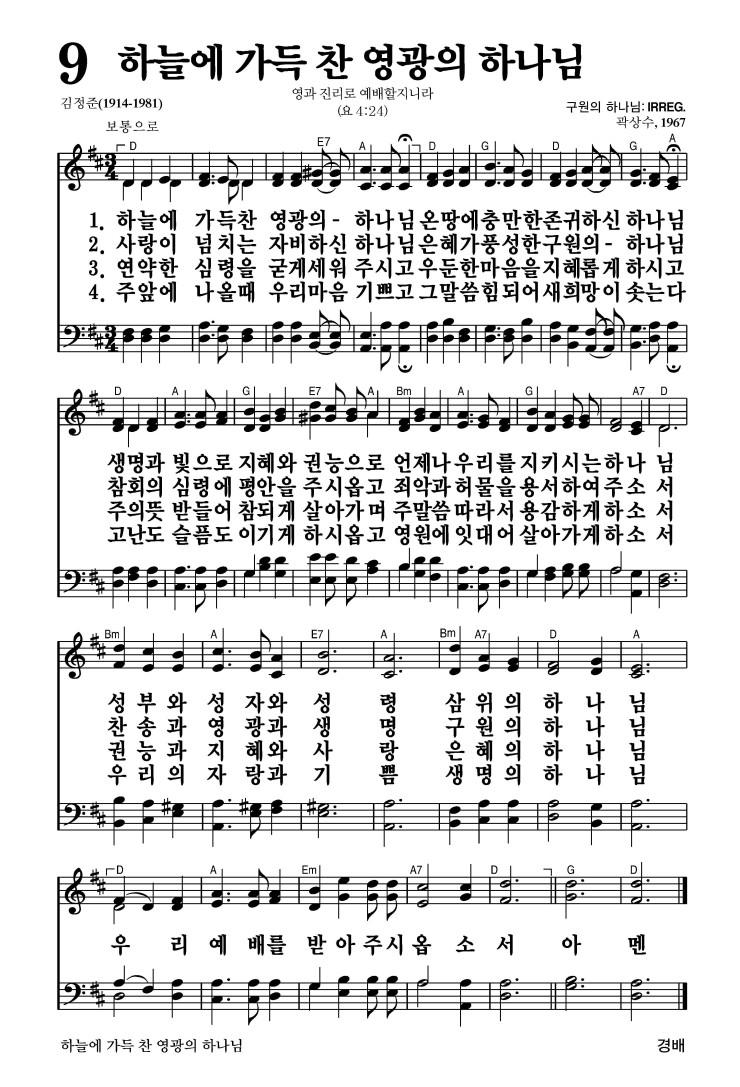 9 하늘에 가득 찬 영광의 하나님
영과 진리로 예배할지니라
(요 4:24)
김정준(1914-1981)
구원의 하나님: IRREG.
곽상수, 1967
보통으로
D E7 A D G D G A
3 4
1. 하늘에 가득찬 영광의- 하나님 온땅에충만한존귀하신 하나님
2. 사랑이 넘치는 자비하신 하나님은혜가풍성한구원의- 하나님
3. 연약한 심령을 굳게세워 주시고 우둔한마음을지혜롭게 하시고
4. 주앞에 나올때 우리마음 기쁘고 그말씀힘되어새희망이 솟는다
3 4
D A G E7 A Bm A G A7 D
생명과 빛으로 지혜와 권능으로 언제나우리를지키시는하나 님
참회의 심령에 평안을 주시옵고 죄악과허물을용서하여주소 서
주의뜻 받들어 참되게 살아가며 주말씀따라서용감하게하소 서
고난도 슬픔도 이기게 하시옵고 영원에잇대어살아가게하소 서
Bm A E7 A Bm A7 D A
성 부와 성 자와 성 령 삼 위의 하 나 님
찬 송과 영 광과 생 명 구 원의 하 나 님
권 능과 지 혜와 사 랑 은 혜의 하 나 님
우 리의 자 랑과 기 쁨 생 명의 하 나 님
D A Em A7 D G D
우 리 예 배를 받 아 주시 옵 소 서 아 멘
하늘에 가득 찬 영광의 하나님 경배